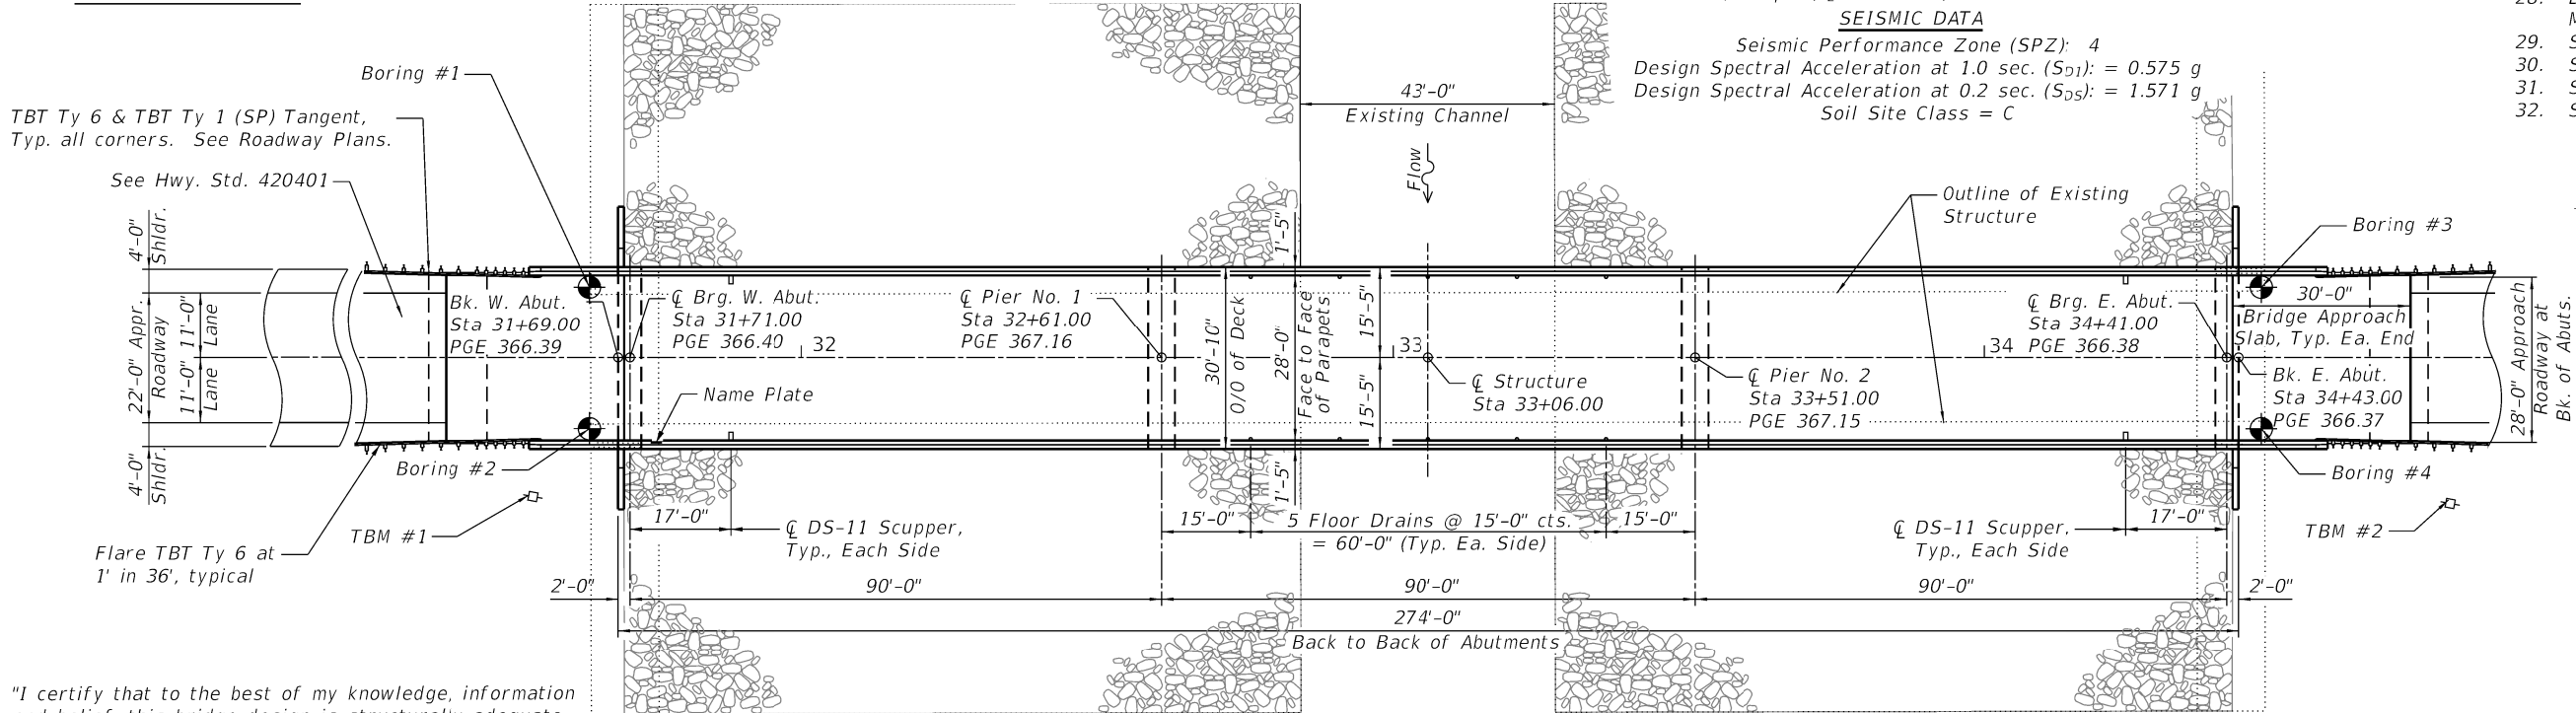 SEISMIC DATA
Seismic Performance Zone (SPZ): 4
Design Spectral Acceleration at 1.0 sec. (SD1): = 0.575 g
Design Spectral Acceleration at 0.2 sec. (SDS): = 1.571 g
Soil Site Class = C
29.
30.
31.
32.
Boring #1
TBT Ty 6 & TBT Ty 1 (SP) Tangent,
Typ. all corners. See Roadway Plans.
See Hwy. Std. 420401
43'-0"
Existing Channel
Flow
Outline of Existing
Structure
Boring #3
4'-0"
Shldr.
22'-0" Appr.
Roadway
11'-0"
Lane
11'-0"
Lane
4'-0"
Shldr.
Bk. W. Abut.
Sta 31+69.00
PGE 366.39
℄ Brg. W. Abut.
Sta 31+71.00
PGE 366.40
32
℄ Pier No. 1
Sta 32+61.00
PGE 367.16
Name Plate
30'-10"
O/O of Deck
1'-5"
28'-0"
Face to Face
of Parapets
1'-5"
15'-5"
15'-5"
33
℄ Structure
Sta 33+06.00
℄ Pier No. 2
Sta 33+51.00
PGE 367.15
34
℄ Brg. E. Abut.
Sta 34+41.00
PGE 366.38
30'-0"
Bridge Approach
Slab, Typ. Ea. End
Bk. E. Abut.
Sta 34+43.00
PGE 366.37
28'-0" Approach
Roadway at
Bk. of Abuts.
Boring #2
Boring #4
TBM #1
TBM #2
Flare TBT Ty 6 at
1' in 36', typical
17'-0"
℄ DS-11 Scupper,
Typ., Each Side
15'-0"
5 Floor Drains @ 15'-0" cts.
= 60'-0" (Typ. Ea. Side)
15'-0"
℄ DS-11 Scupper,
Typ., Each Side
17'-0"
2'-0"
90'-0"
90'-0"
90'-0"
2'-0"
274'-0"
Back to Back of Abutments
"I certify that to the best of my knowledge, information